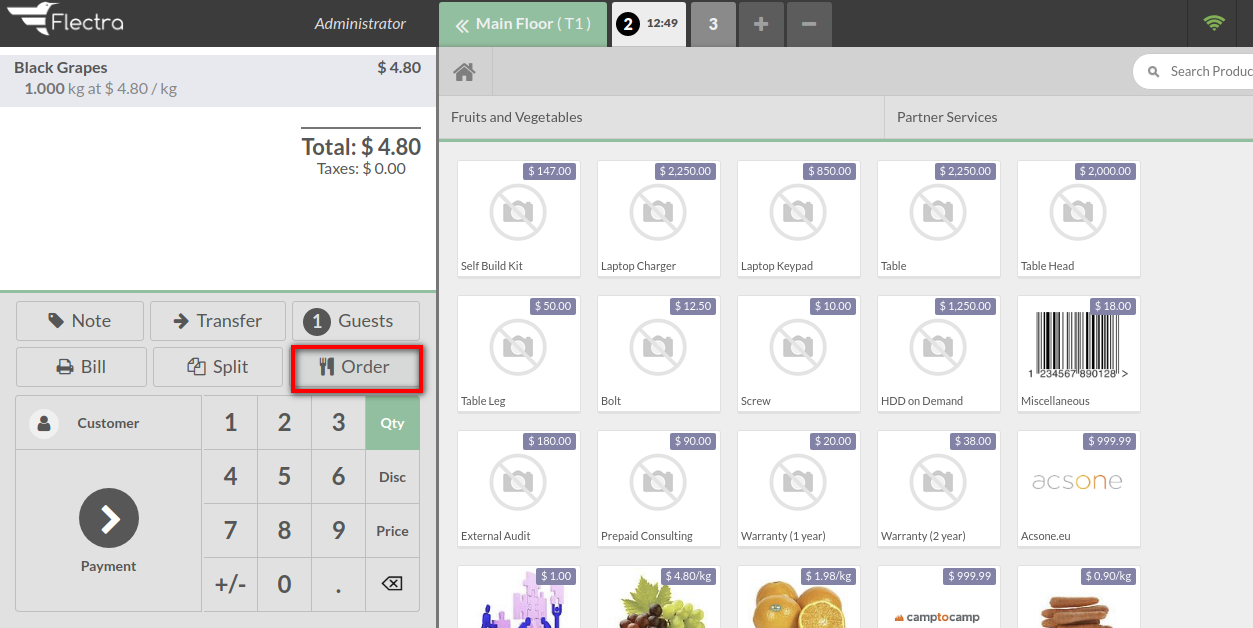 Flectra
Administrator
Main Floor ( T1 )
2 12:49
3
+
−
Black Grapes $ 4.80
1.000 kg at $ 4.80 / kg
Total: $ 4.80
Taxes: $ 0.00
Note
Transfer
1 Guests
Bill
Split
Order
Customer
Payment
1 2 3 Qty
4 5 6 Disc
7 8 9 Price
+/- 0 .
Search Produc
Fruits and Vegetables
Partner Services
$ 147.00
Self Build Kit
$ 2,250.00
Laptop Charger
$ 850.00
Laptop Keypad
$ 2,250.00
Table
$ 2,000.00
Table Head
$ 50.00
Table Leg
$ 12.50
Bolt
$ 10.00
Screw
$ 1,250.00
HDD on Demand
$ 18.00
1 234567 890128 >
Miscellaneous
$ 180.00
External Audit
$ 90.00
Prepaid Consulting
$ 20.00
Warranty (1 year)
$ 38.00
Warranty (2 year)
$ 999.99
acsone
Acsone.eu
$ 1.00
$ 4.80/kg
$ 1.98/kg
$ 999.99
camptocamp
$ 0.90/kg